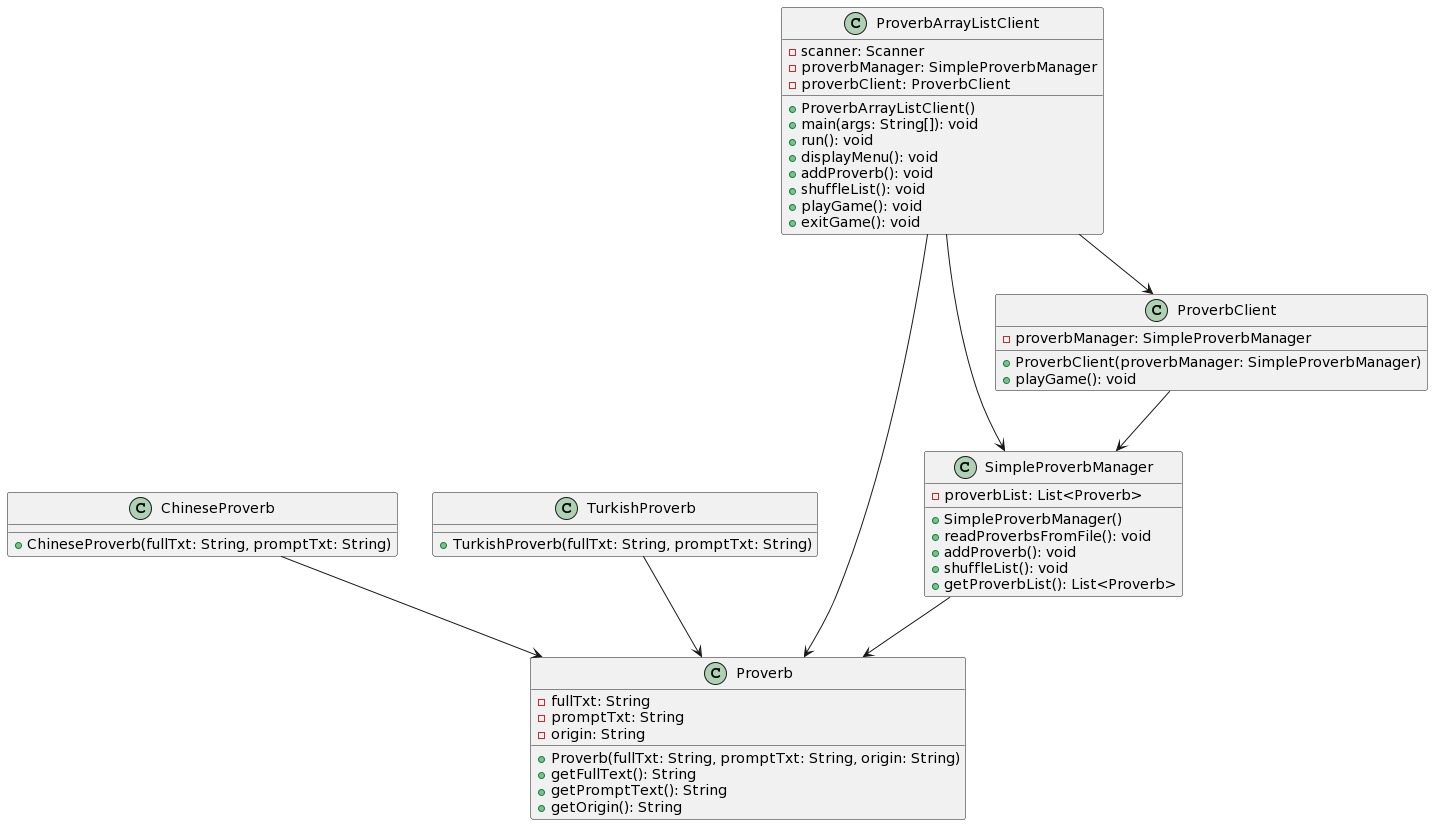 C ProverbArrayListClient
scanner: Scanner
proverbManager: SimpleProverbManager
proverbClient: ProverbClient
ProverbArrayListClient()
main(args: String[]): void
run(): void
displayMenu(): void
addProverb(): void
shuffleList(): void
playGame(): void
exitGame(): void
C ProverbClient
proverbManager: SimpleProverbManager
ProverbClient(proverbManager: SimpleProverbManager)
playGame(): void
C SimpleProverbManager
proverbList: List<Proverb>
SimpleProverbManager()
readProverbsFromFile(): void
addProverb(): void
shuffleList(): void
getProverbList(): List<Proverb>
C ChineseProverb
ChineseProverb(fullTxt: String, promptTxt: String)
C TurkishProverb
TurkishProverb(fullTxt: String, promptTxt: String)
C Proverb
fullTxt: String
promptTxt: String
origin: String
Proverb(fullTxt: String, promptTxt: String, origin: String)
getFullText(): String
getPromptText(): String
getOrigin(): String